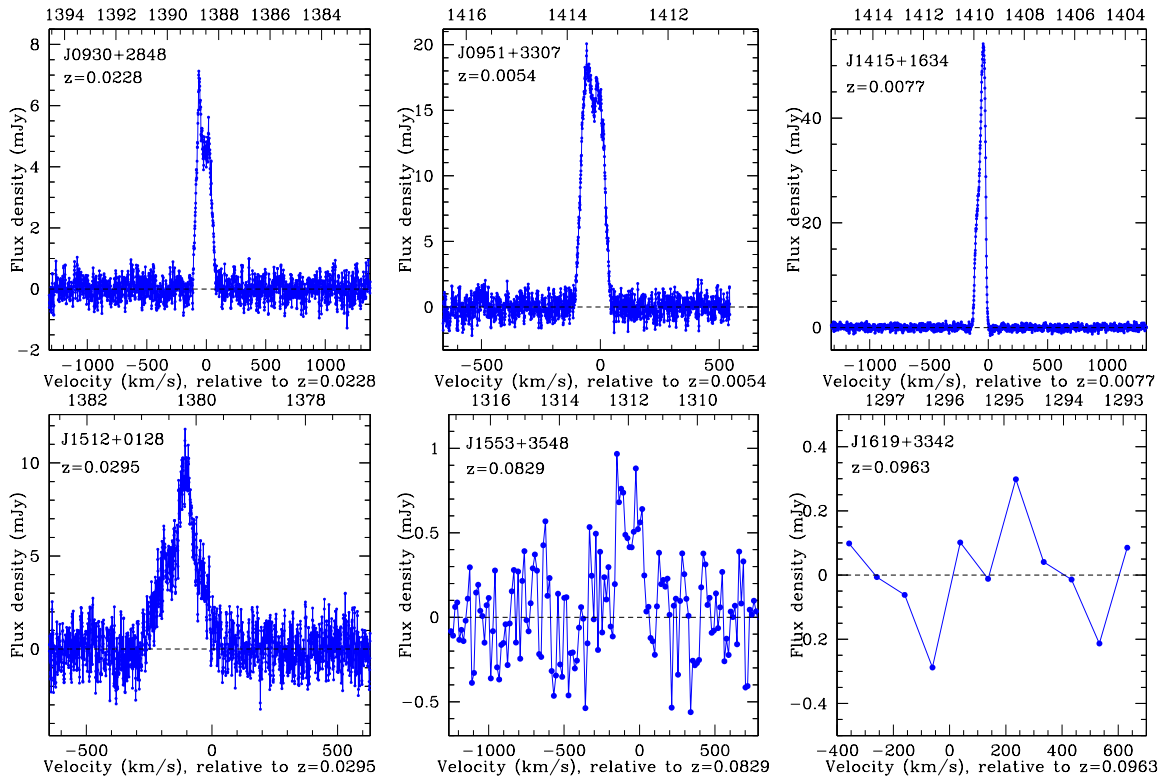 1394 1392 1390 1388 1386 1384
J0930+2848
z=0.0228
Flux density (mJy)
8
6
4
2
0
−2
−1000 −500 0 500 1000
Velocity (km/s), relative to z=0.0228
1416 1414 1412
J0951+3307
z=0.0054
Flux density (mJy)
20
15
10
5
0
−500 0 500
Velocity (km/s), relative to z=0.0054
1414 1412 1410 1408 1406 1404
J1415+1634
z=0.0077
Flux density (mJy)
40
20
0
−1000 −500 0 500 1000
Velocity (km/s), relative to z=0.0077
1382 1380 1378
J1512+0128
z=0.0295
Flux density (mJy)
10
5
0
−500 0 500
Velocity (km/s), relative to z=0.0295
1316 1314 1312 1310
J1553+3548
z=0.0829
Flux density (mJy)
1
0.5
0
−0.5
−1000 −500 0 500
Velocity (km/s), relative to z=0.0829
1297 1296 1295 1294 1293
J1619+3342
z=0.0963
Flux density (mJy)
0.4
0.2
0
−0.2
−0.4
−400 −200 0 200 400 600
Velocity (km/s), relative to z=0.0963